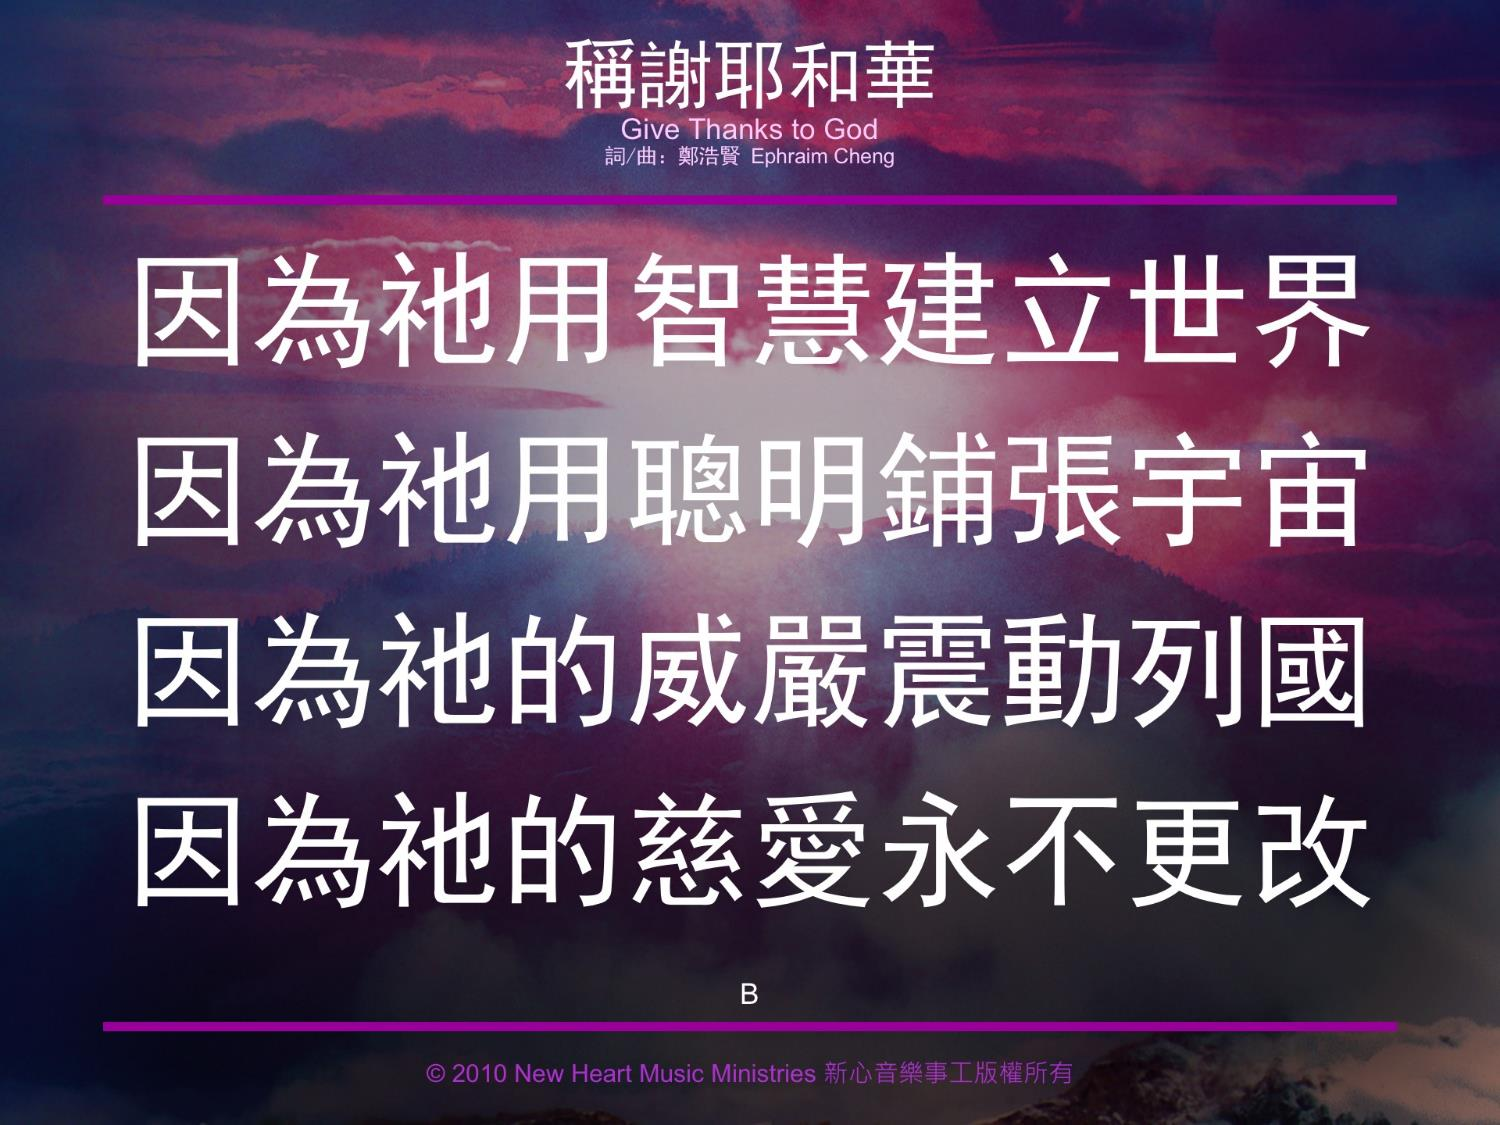 稱謝耶和華
Give Thanks to God
詞/曲：鄭浩賢 Ephraim Cheng
因為祂用智慧建立世界
因為祂用聰明鋪張宇宙
因為祂的威嚴震動列國
因為祂的慈愛永不更改
B
© 2010 New Heart Music Ministries 新心音樂事工版權所有